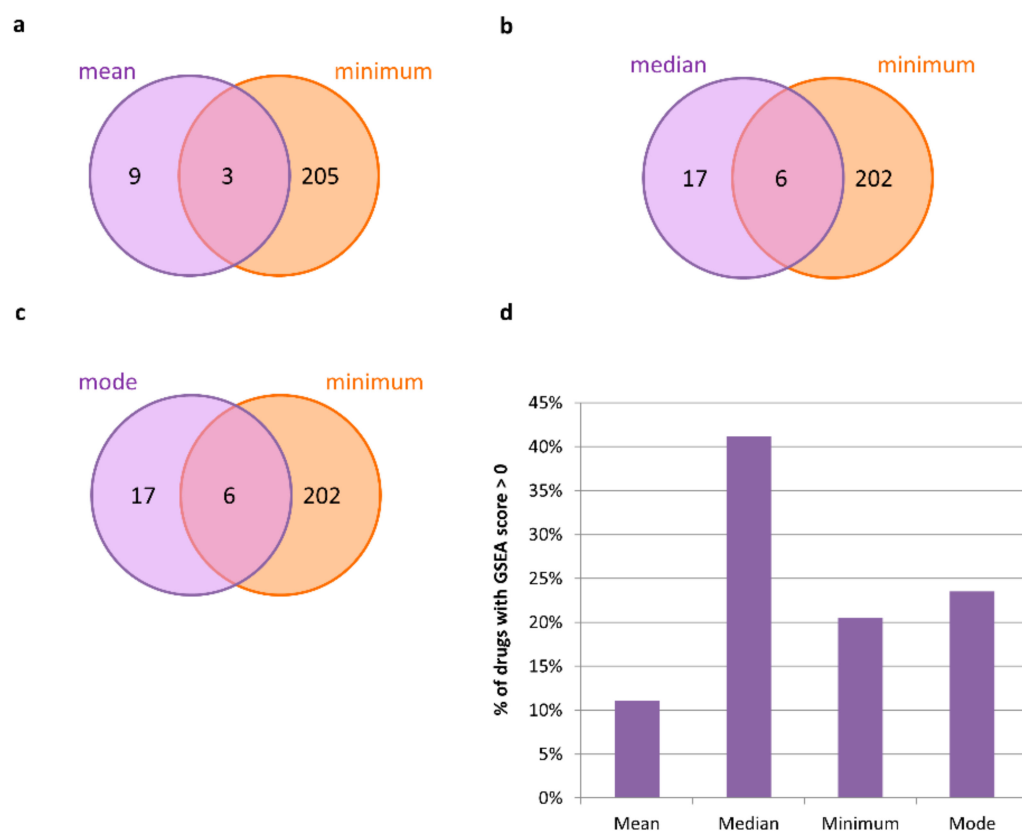 a
mean
minimum
9
3
205
b
median
minimum
17
6
202
c
mode
minimum
17
6
202
d
% of drugs with GSEA score > 0
45%
40%
35%
30%
25%
20%
15%
10%
5%
0%
Mean Median Minimum Mode